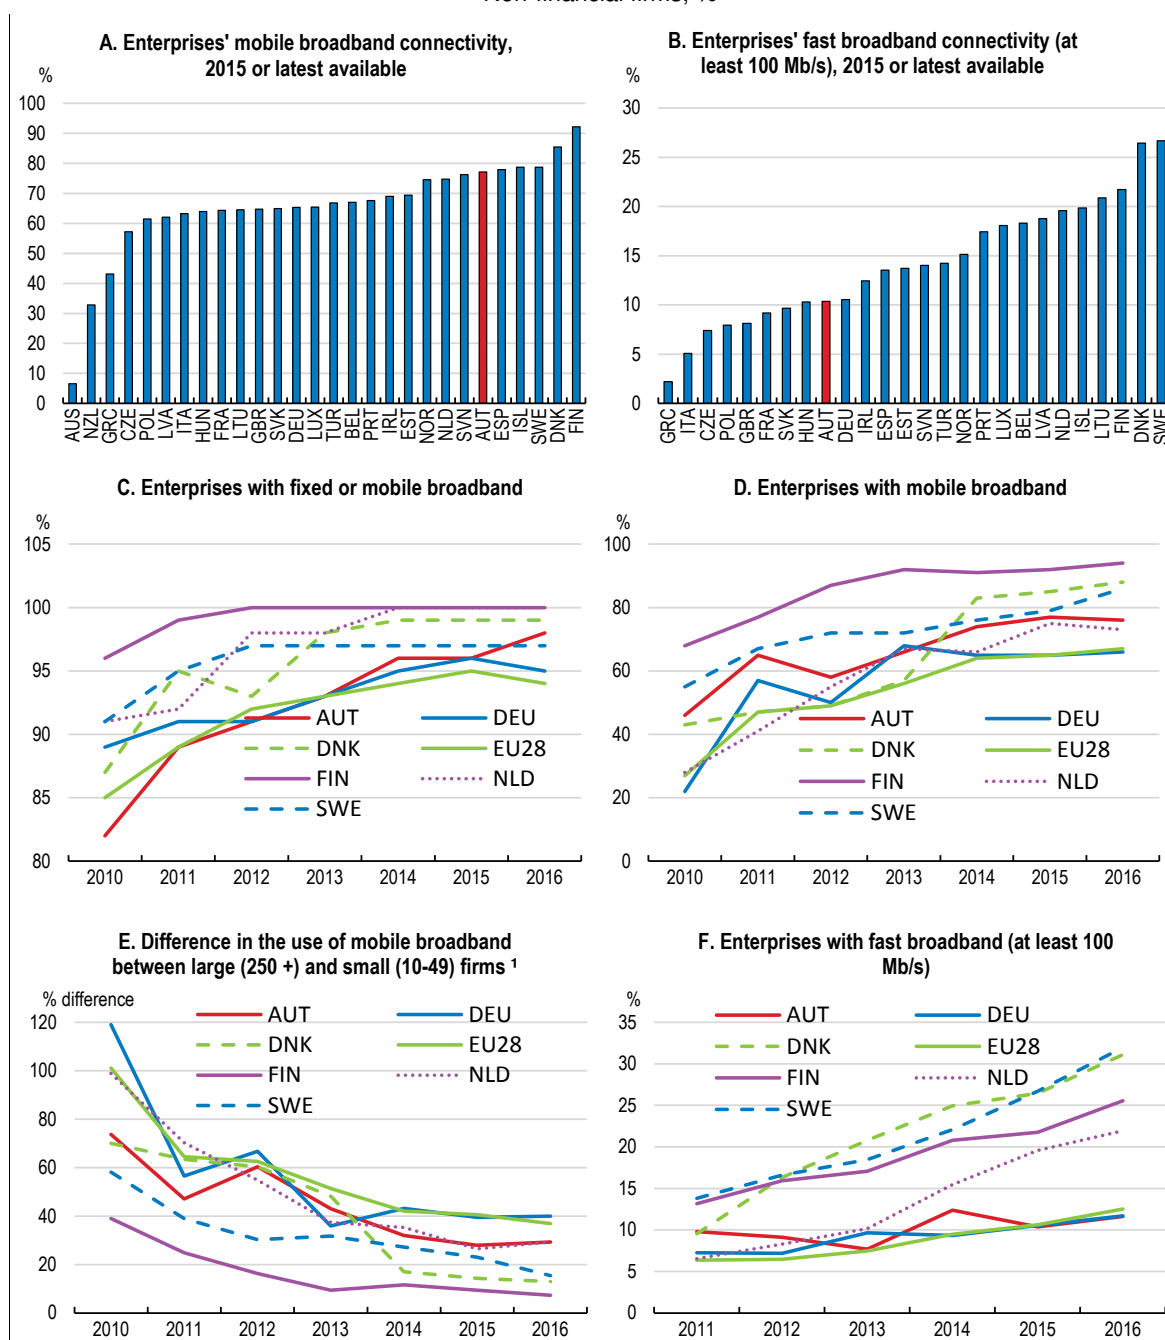 Non-financial firms, %
A. Enterprises' mobile broadband connectivity,
2015 or latest available
%
100
90
80
70
60
50
40
30
20
10
0
AUS NZL GRC CZE POL LVA ITA HUN FRA LTU GBR SVK DEU LUX TUR BEL PRT IRL EST NOR NLD SVN AUT ESP ISL SWE DNK FIN
B. Enterprises' fast broadband connectivity (at
least 100 Mb/s), 2015 or latest available
%
30
25
20
15
10
5
0
GRC ITA CZE POL GBR FRA SVK HUN AUT DEU IRL ESP EST SVN TUR NOR PRT LUX BEL LVA NLD ISL LTU FIN DNK SWE
C. Enterprises with fixed or mobile broadband
%
105
100
95
90
85
80
AUT DEU
DNK EU28
FIN NLD
SWE
2010 2011 2012 2013 2014 2015 2016
D. Enterprises with mobile broadband
%
100
80
60
40
20
0
AUT DEU
DNK EU28
FIN NLD
SWE
2010 2011 2012 2013 2014 2015 2016
E. Difference in the use of mobile broadband
between large (250 +) and small (10-49) firms ¹
% difference
120
100
80
60
40
20
0
AUT DEU
DNK EU28
FIN NLD
SWE
2010 2011 2012 2013 2014 2015 2016
F. Enterprises with fast broadband (at least 100
Mb/s)
%
35
30
25
20
15
10
5
0
AUT DEU
DNK EU28
FIN NLD
SWE
2011 2012 2013 2014 2015 2016